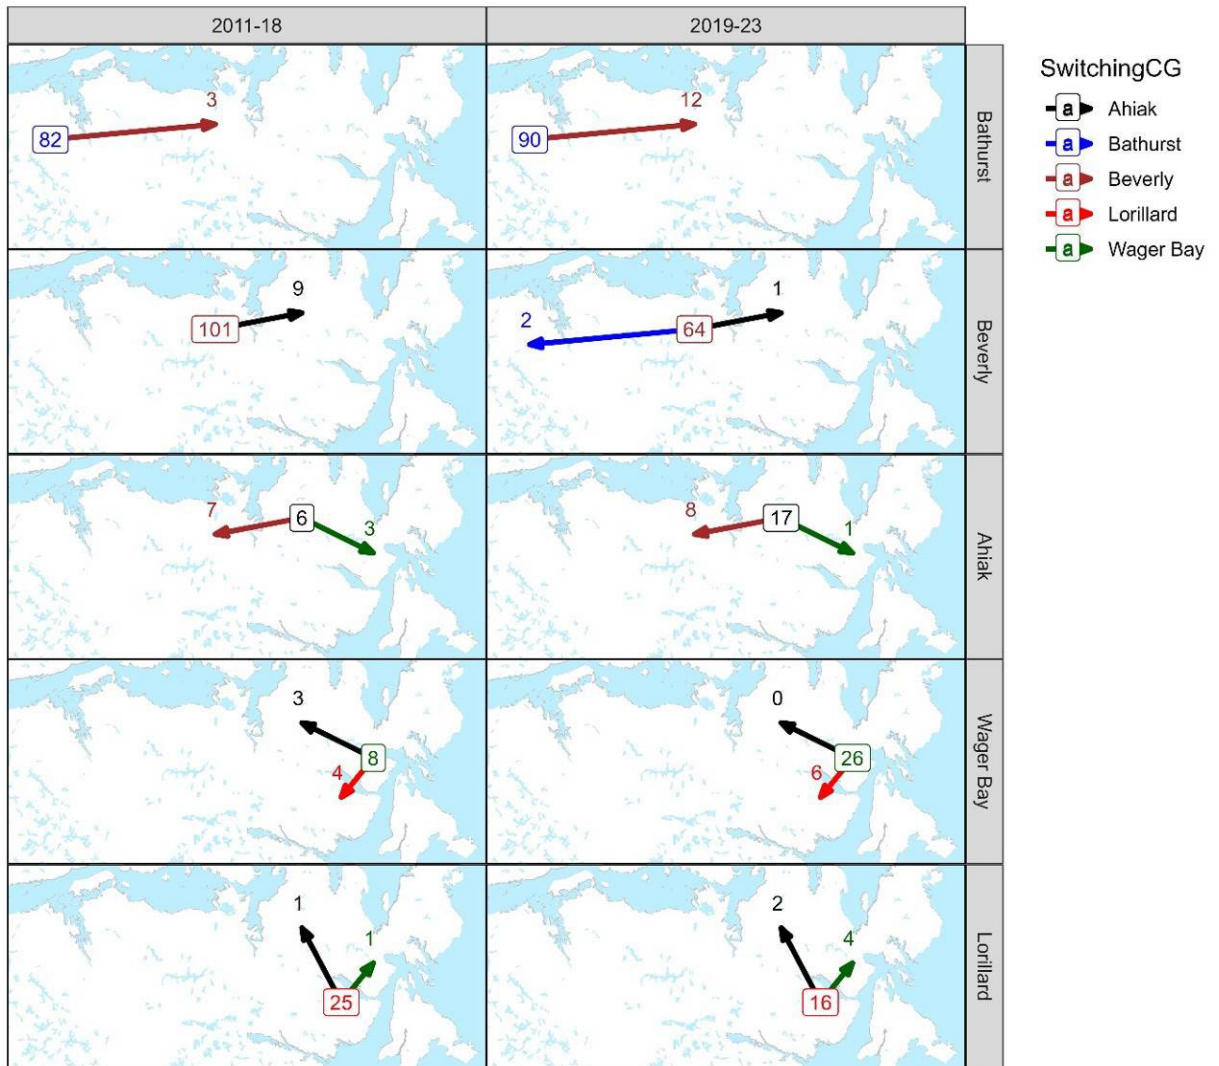 2011-18 2019-23
SwitchingCG
a Ahiak
a Bathurst
a Beverly
a Lorillard
a Wager Bay
3 12
82 90
Bathurst
9 1
2
101 64
Beverly
7 6 3 8 17 1
Ahiak
3 0
8 26
4 6
Wager Bay
1 2
1 4
25 16
Lorillard